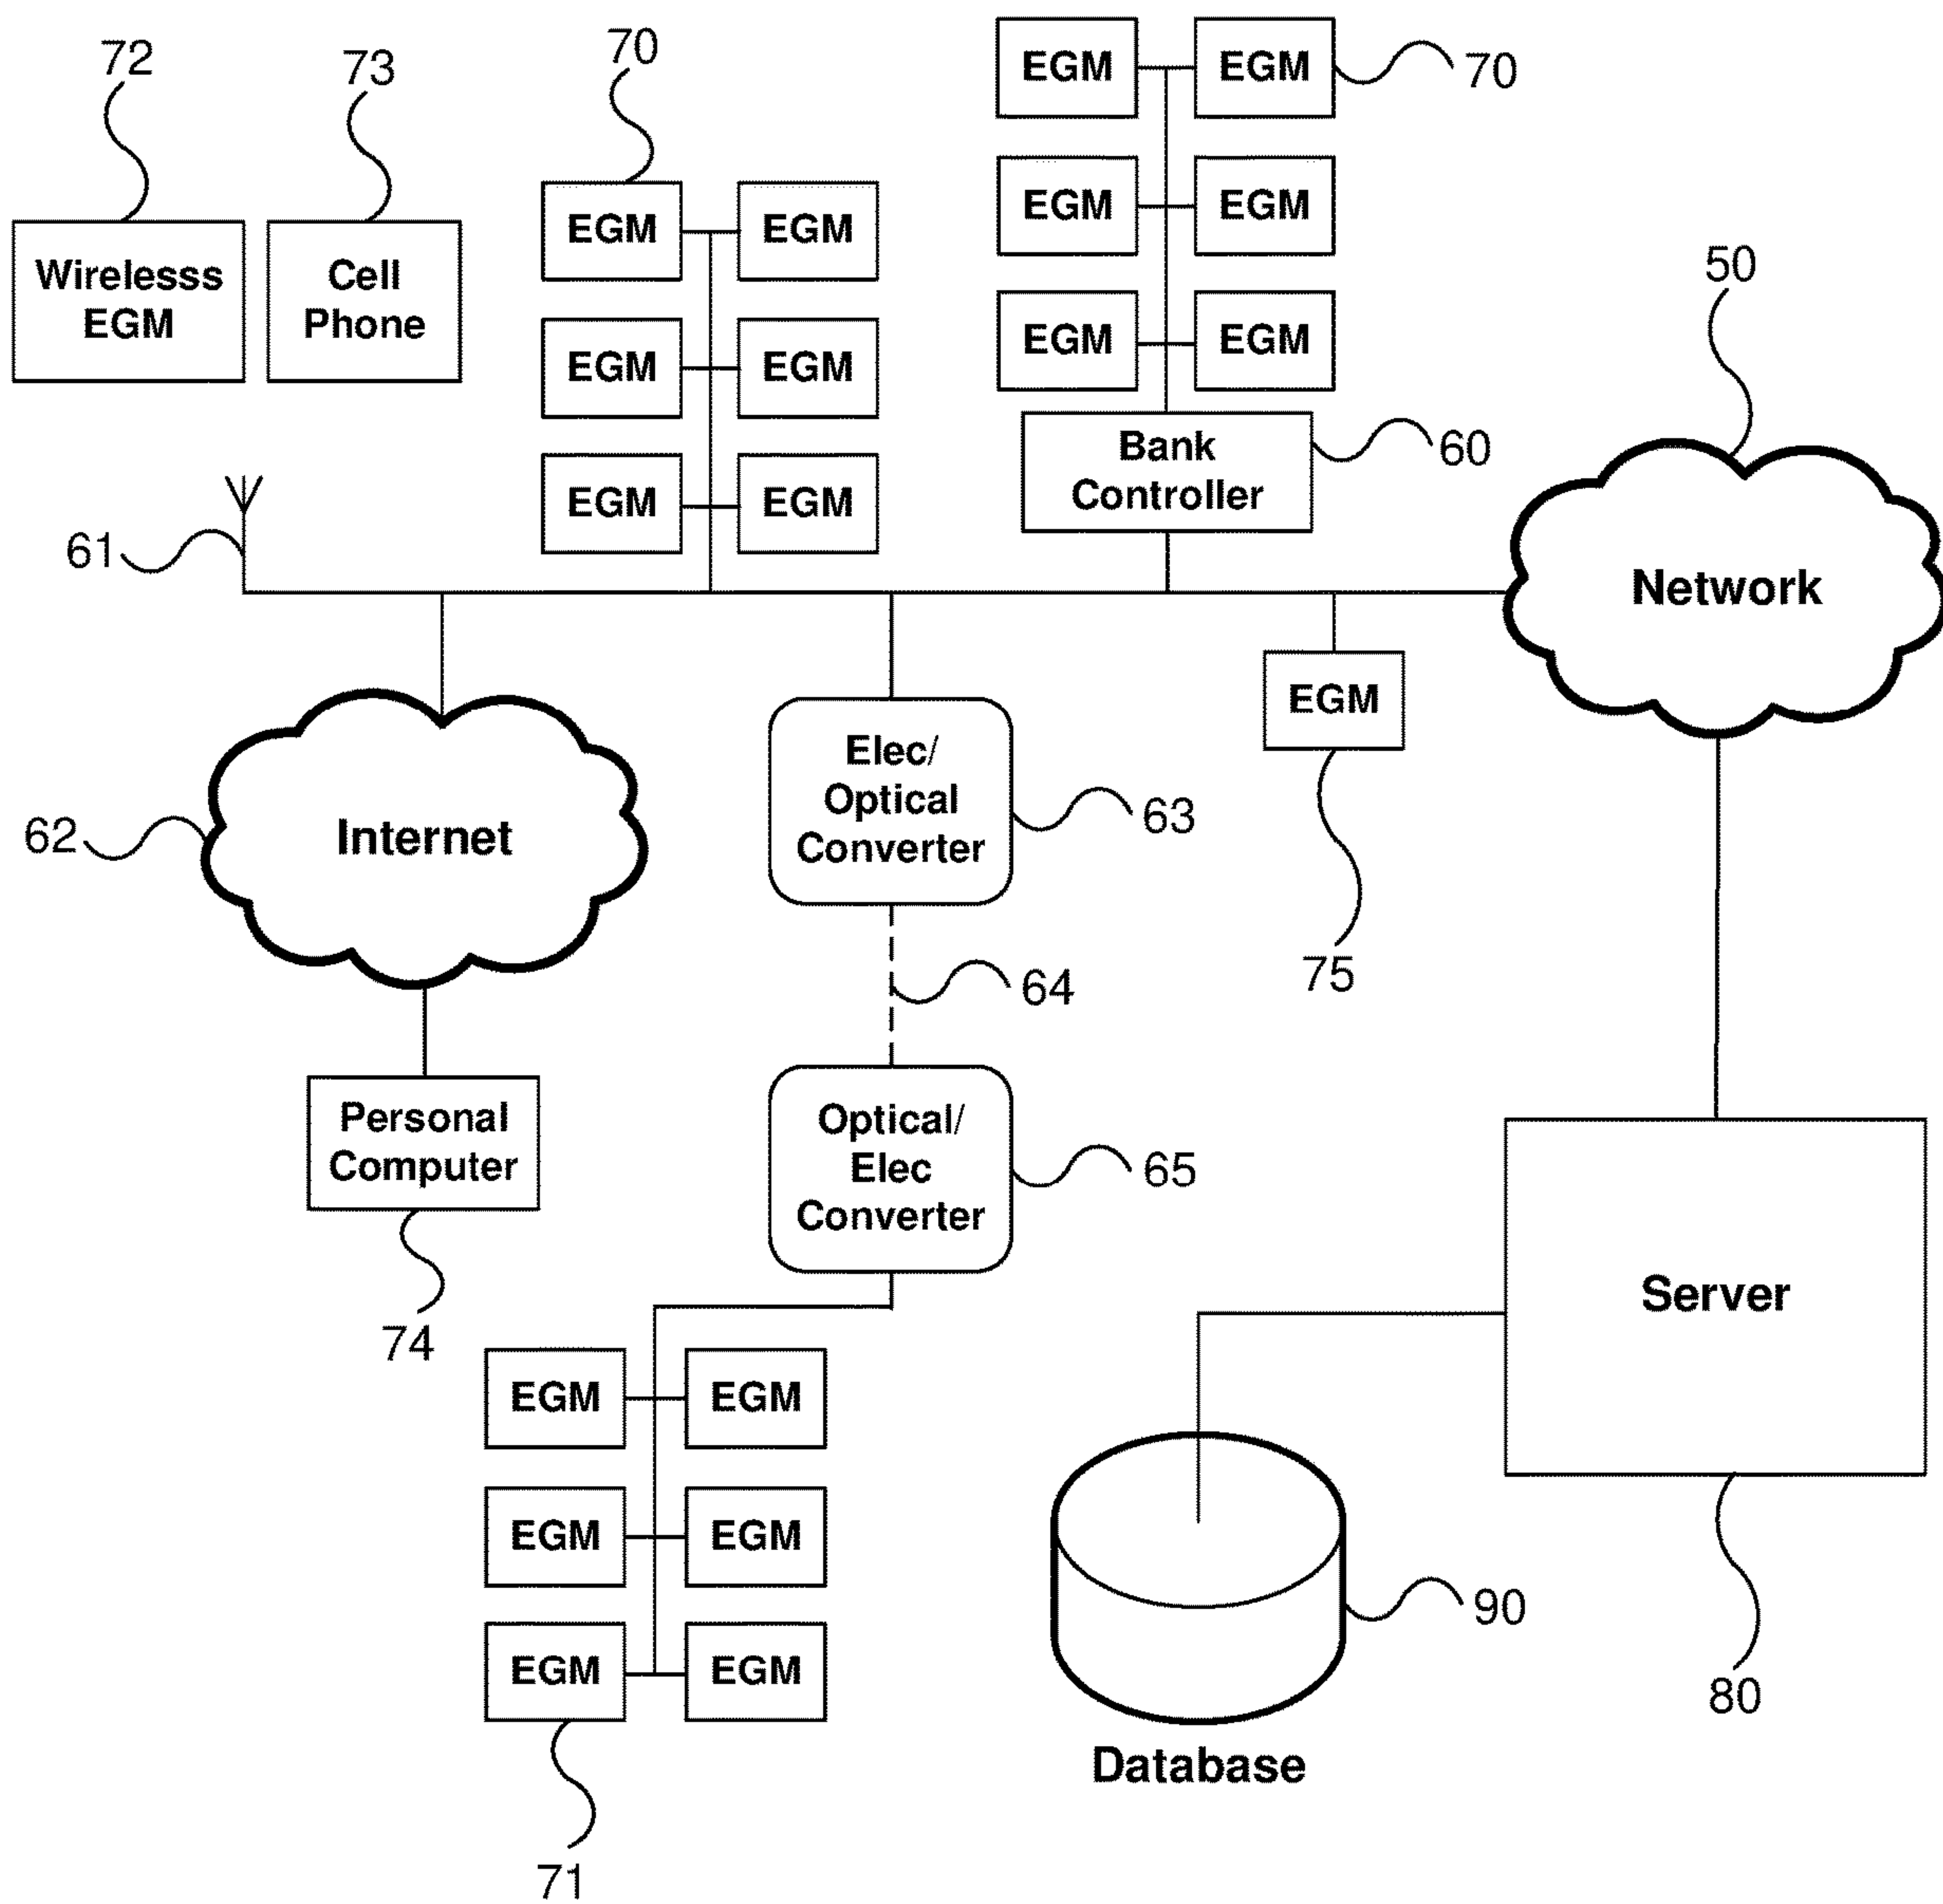 72
73
70
EGM
EGM
70
Wirelesss
EGM
Cell
Phone
EGM
EGM
EGM
EGM
EGM
EGM
EGM
EGM
EGM
EGM
50
Bank
Controller
60
61
Network
EGM
75
62
Internet
Elec/
Optical
Converter
63
64
Personal
Computer
74
Optical/
Elec
Converter
65
Server
80
EGM
EGM
EGM
EGM
EGM
EGM
71
90
Database